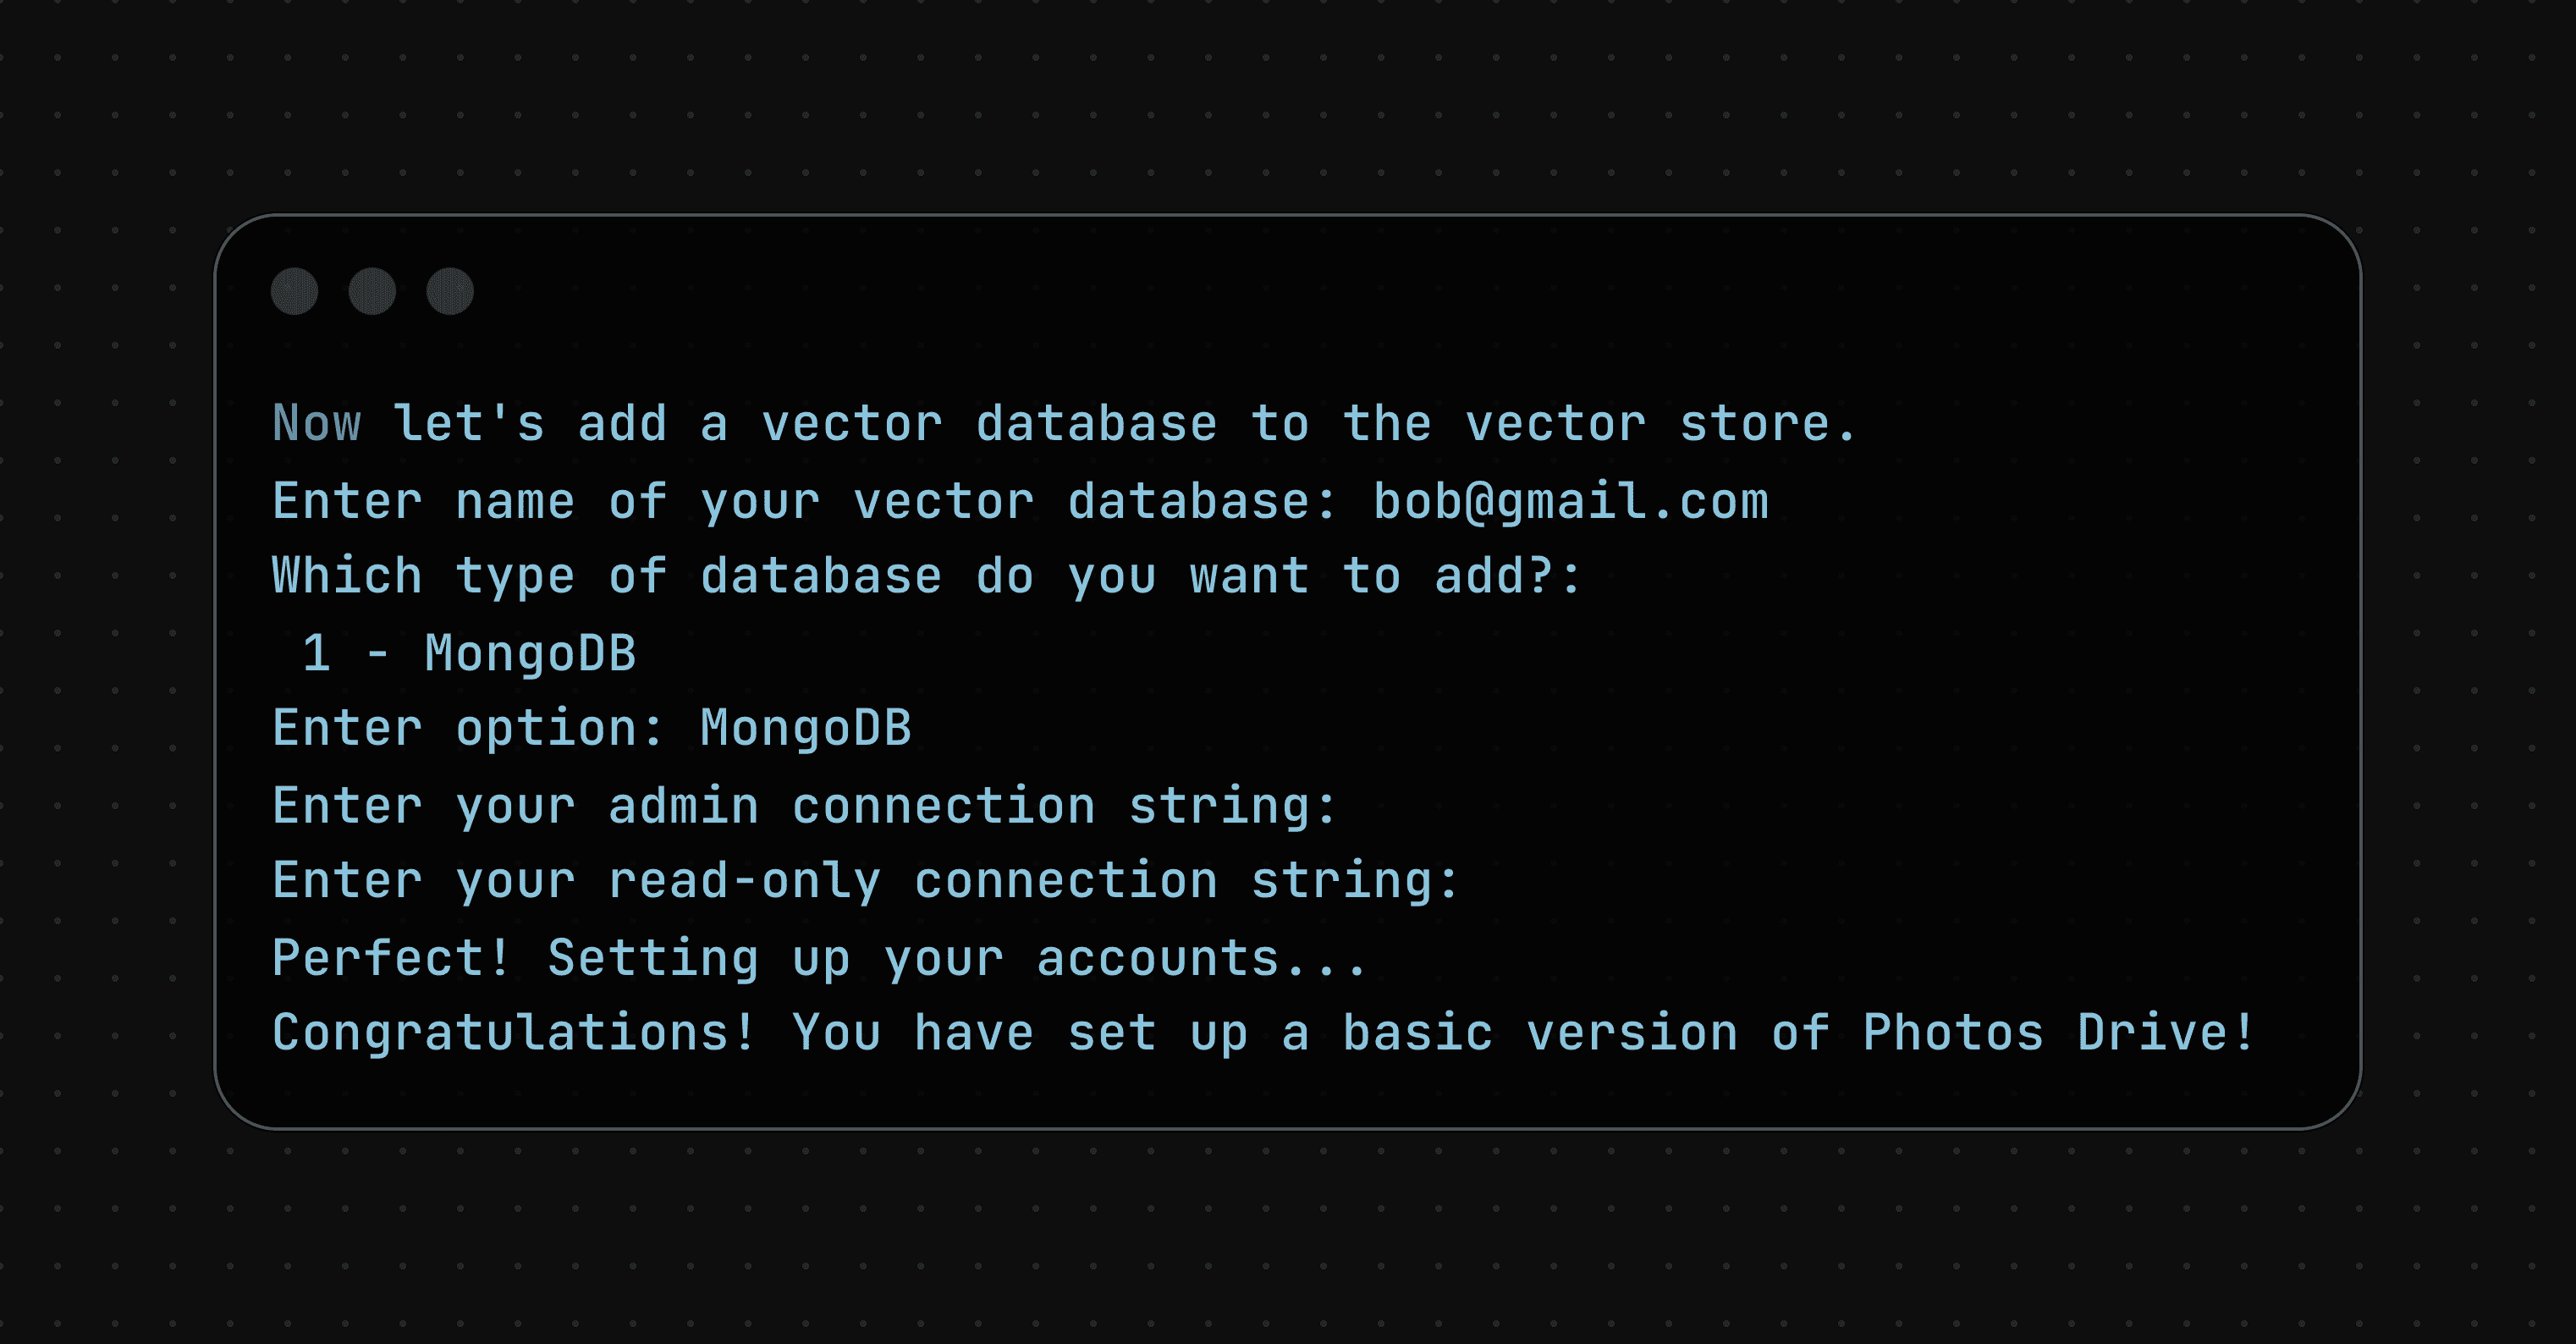 Now let's add a vector database to the vector store.
Enter name of your vector database: bob@gmail.com
Which type of database do you want to add?:
 1 - MongoDB
Enter option: MongoDB
Enter your admin connection string:
Enter your read-only connection string:
Perfect! Setting up your accounts...
Congratulations! You have set up a basic version of Photos Drive!